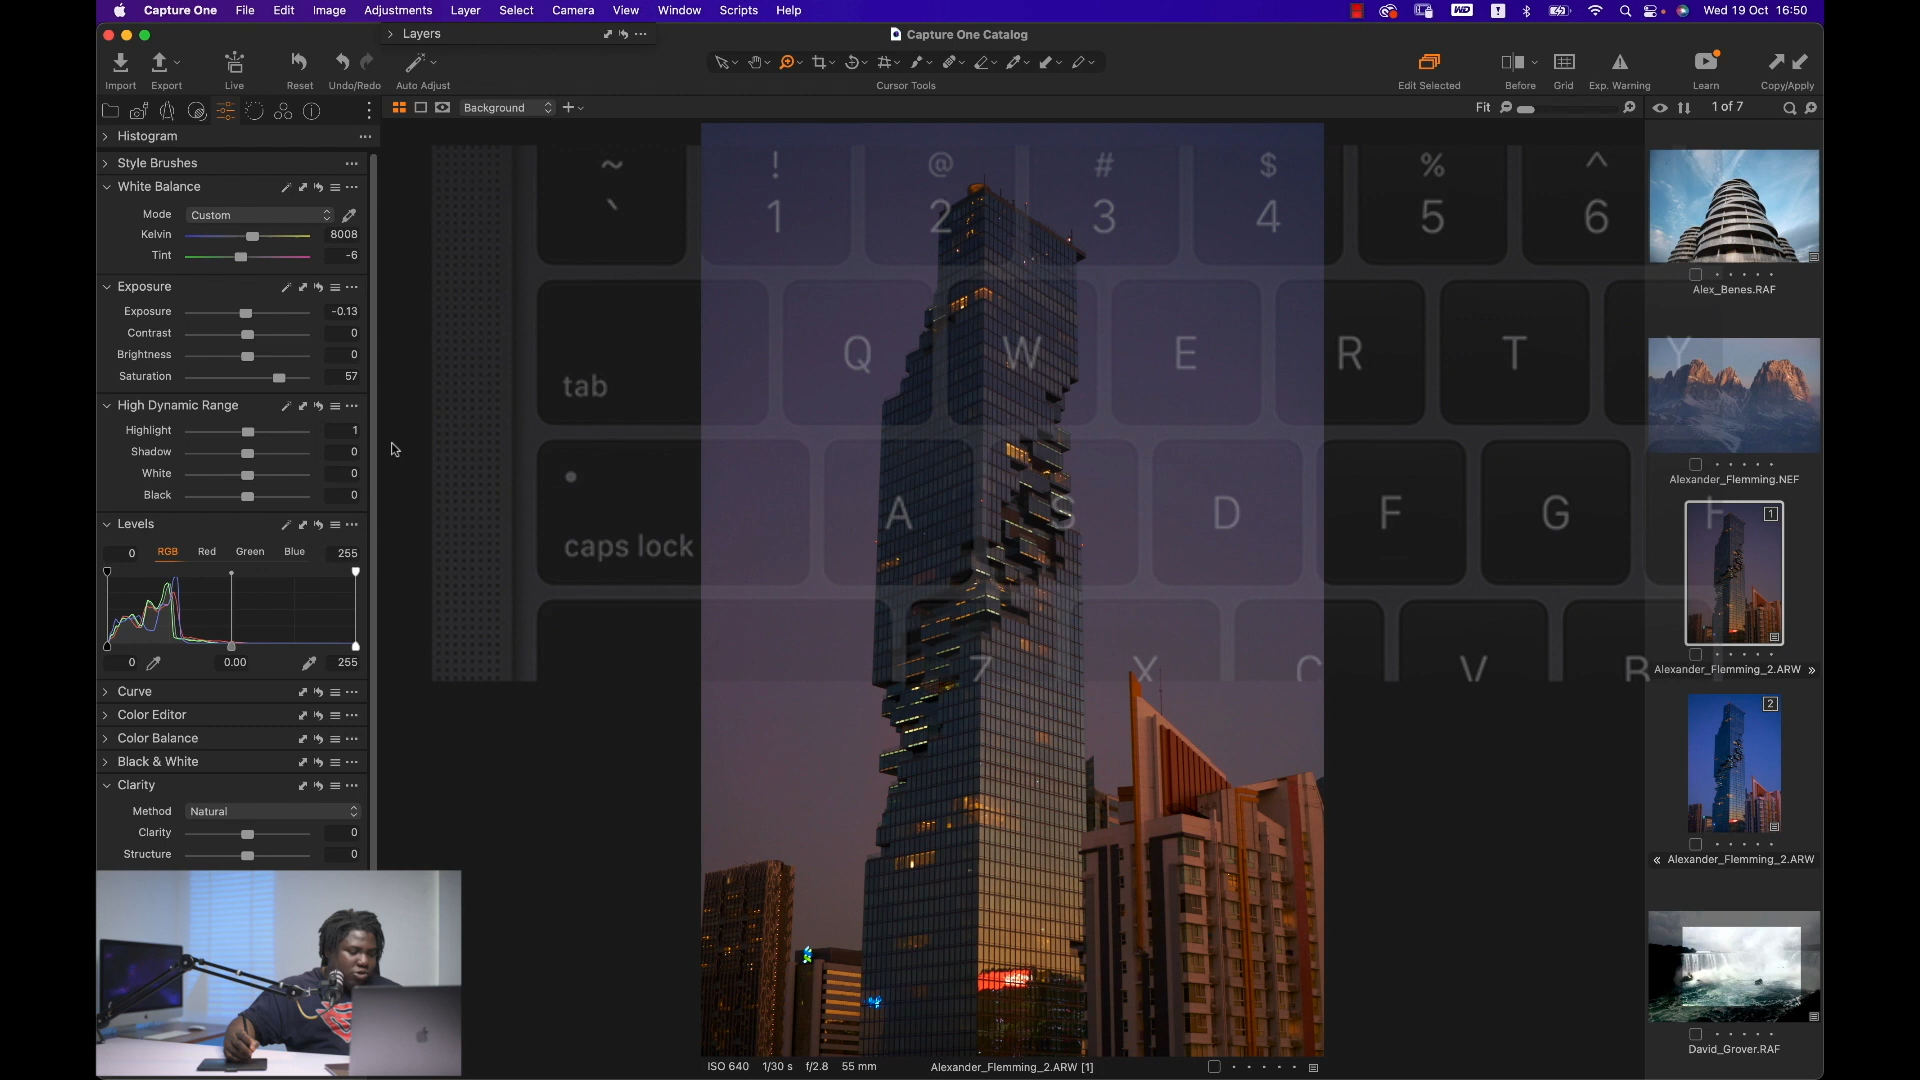 Capture One File Edit Image Adjustments Layer Select Camera View Window Scripts Help Wed 19 Oct 16:50
Layers
Capture One Catalog
Import Export Live Reset Undo/Redo Auto Adjust Cursor Tools Edit Selected Before Grid Exp. Warning Learn Copy/Apply
Background Fit 1 of 7
Histogram
Style Brushes
White Balance
Mode Custom
Kelvin 8008
Tint -6
Exposure
Exposure -0.13
Contrast 0
Brightness 0
Saturation 57
High Dynamic Range
Highlight 1
Shadow 0
White 0
Black 0
Levels
0 RGB Red Green Blue 255
0 0.00 255
Curve
Color Editor
Color Balance
Black & White
Clarity
Method Natural
Clarity 0
Structure 0
~ ! @ # $ % ^
` 1 2 3 4 5 6
tab Q W E R T Y
caps lock A S D F G
Z X C V B
Alex_Benes.RAF
Alexander_Flemming.NEF
1
Alexander_Flemming_2.ARW »
2
« Alexander_Flemming_2.ARW
David_Grover.RAF
ISO 640 1/30 s f/2.8 55 mm Alexander_Flemming_2.ARW [1]